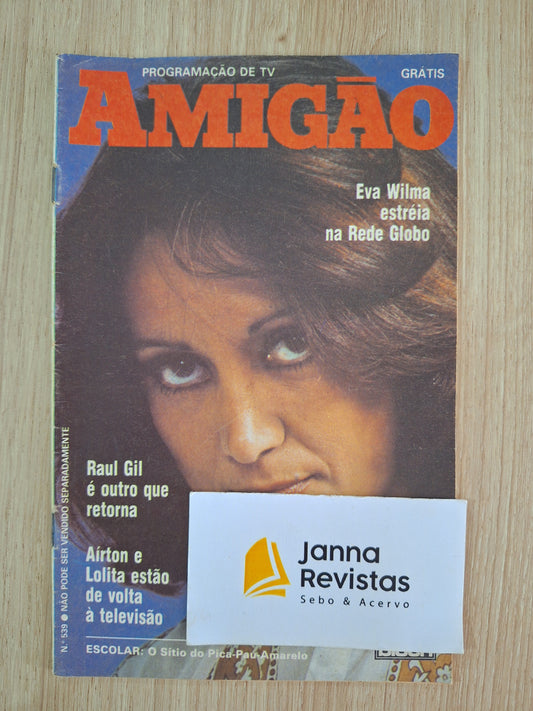 PROGRAMAÇÃO DE TV
GRÁTIS
AMIGÃO
Eva Wilma
estréia
na Rede Globo
Raul Gil
é outro que
retorna
Aírton e
Lolita estão
de volta
à televisão
N.º 539 ● NÃO PODE SER VENDIDO SEPARADAMENTE
ESCOLAR: O Sítio do Pica-Pau-Amarelo
Janna
Revistas
Sebo & Acervo